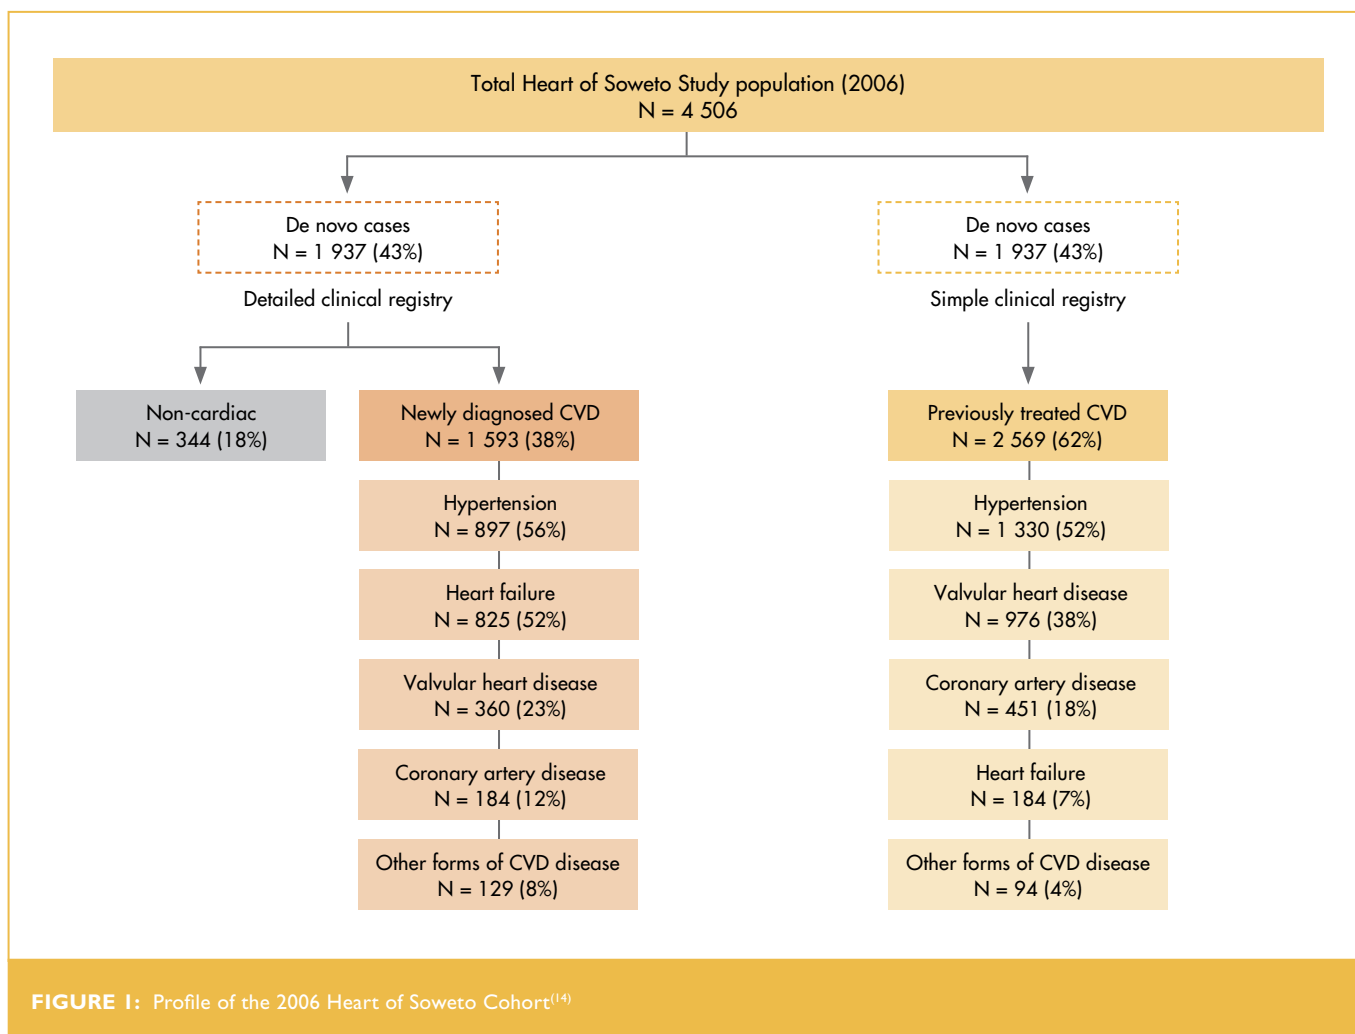 Total Heart of Soweto Study population (2006)
N = 4 506
De novo cases
N = 1 937 (43%)
Detailed clinical registry
Non-cardiac
N = 344 (18%)
Newly diagnosed CVD
N = 1 593 (38%)
Hypertension
N = 897 (56%)
Heart failure
N = 825 (52%)
Valvular heart disease
N = 360 (23%)
Coronary artery disease
N = 184 (12%)
Other forms of CVD disease
N = 129 (8%)
De novo cases
N = 1 937 (43%)
Simple clinical registry
Previously treated CVD
N = 2 569 (62%)
Hypertension
N = 1 330 (52%)
Valvular heart disease
N = 976 (38%)
Coronary artery disease
N = 451 (18%)
Heart failure
N = 184 (7%)
Other forms of CVD disease
N = 94 (4%)
FIGURE 1: Profile of the 2006 Heart of Soweto Cohort(14)